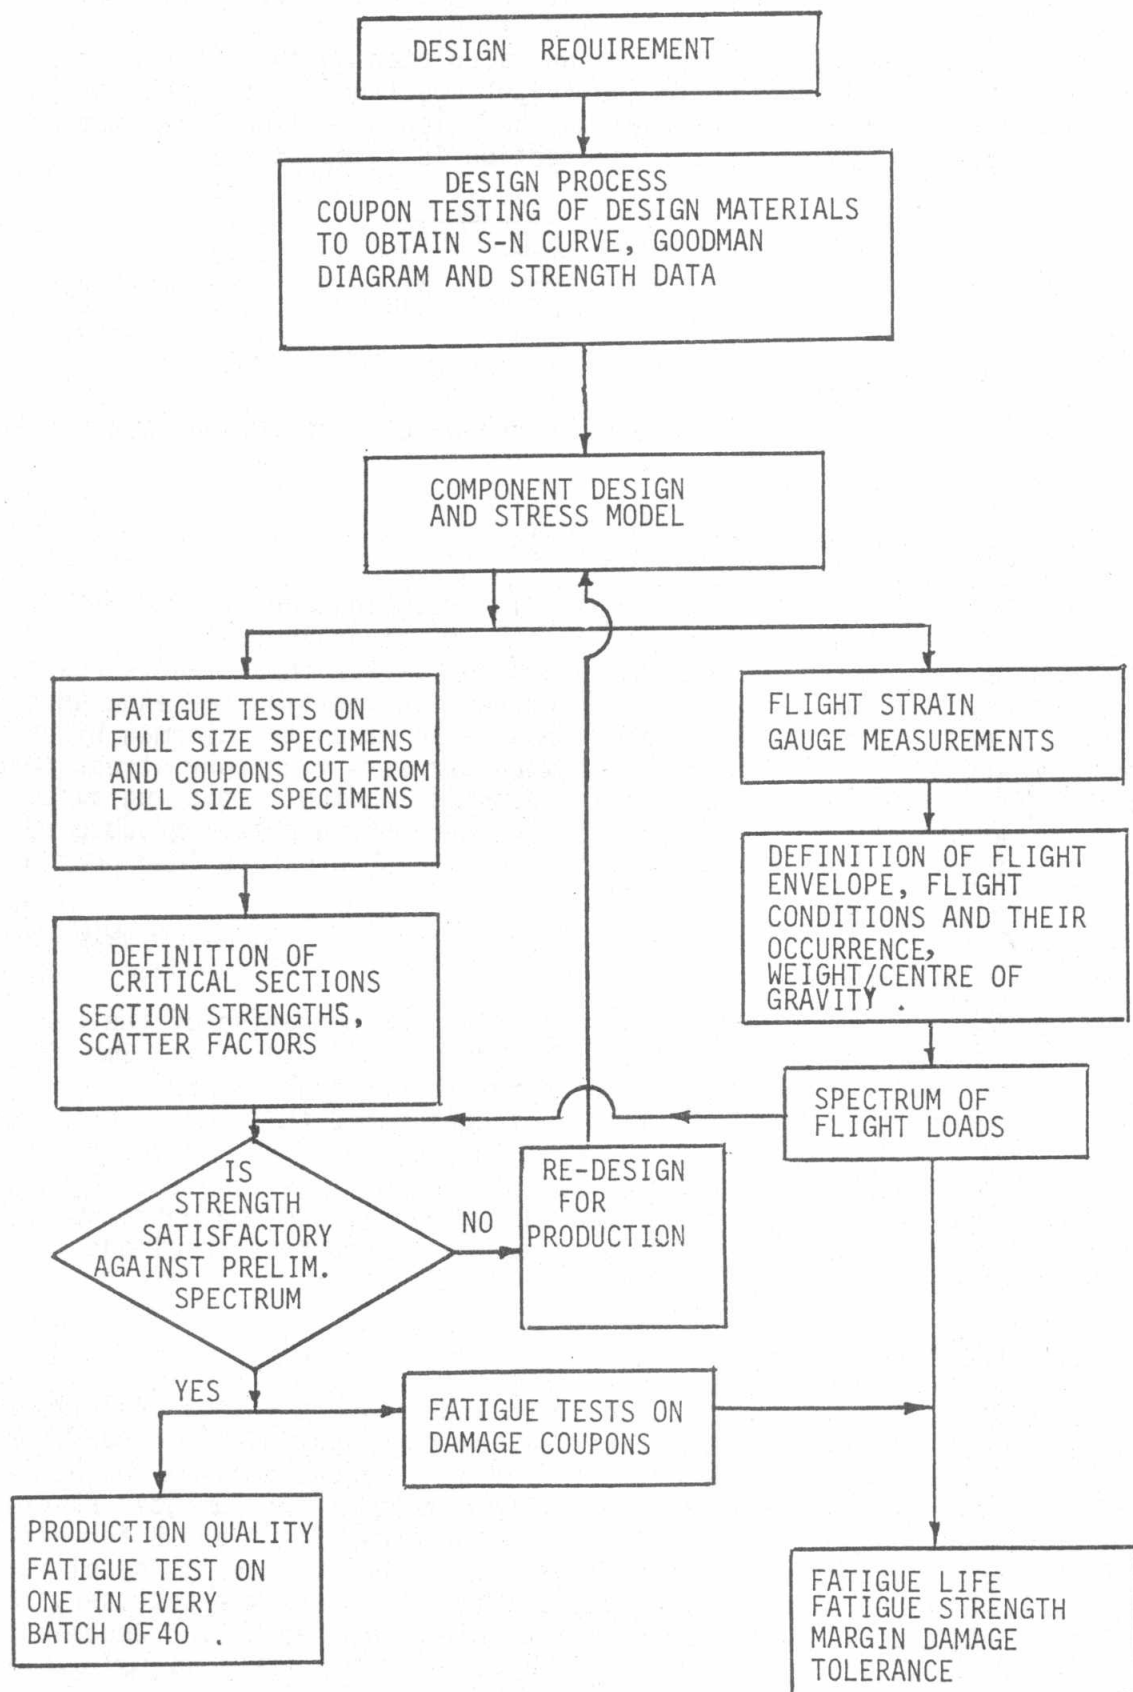 DESIGN REQUIREMENT
DESIGN PROCESS
COUPON TESTING OF DESIGN MATERIALS
TO OBTAIN S-N CURVE, GOODMAN
DIAGRAM AND STRENGTH DATA
COMPONENT DESIGN
AND STRESS MODEL
FATIGUE TESTS ON
FULL SIZE SPECIMENS
AND COUPONS CUT FROM
FULL SIZE SPECIMENS
FLIGHT STRAIN
GAUGE MEASUREMENTS
DEFINITION OF FLIGHT
ENVELOPE, FLIGHT
CONDITIONS AND THEIR
OCCURRENCE,
WEIGHT/CENTRE OF
GRAVITY .
DEFINITION OF
CRITICAL SECTIONS
SECTION STRENGTHS,
SCATTER FACTORS
SPECTRUM OF
FLIGHT LOADS
IS
STRENGTH
SATISFACTORY
AGAINST PRELIM.
SPECTRUM
NO
RE-DESIGN
FOR
PRODUCTION
YES
FATIGUE TESTS ON
DAMAGE COUPONS
PRODUCTION QUALITY
FATIGUE TEST ON
ONE IN EVERY
BATCH OF40 .
FATIGUE LIFE
FATIGUE STRENGTH
MARGIN DAMAGE
TOLERANCE